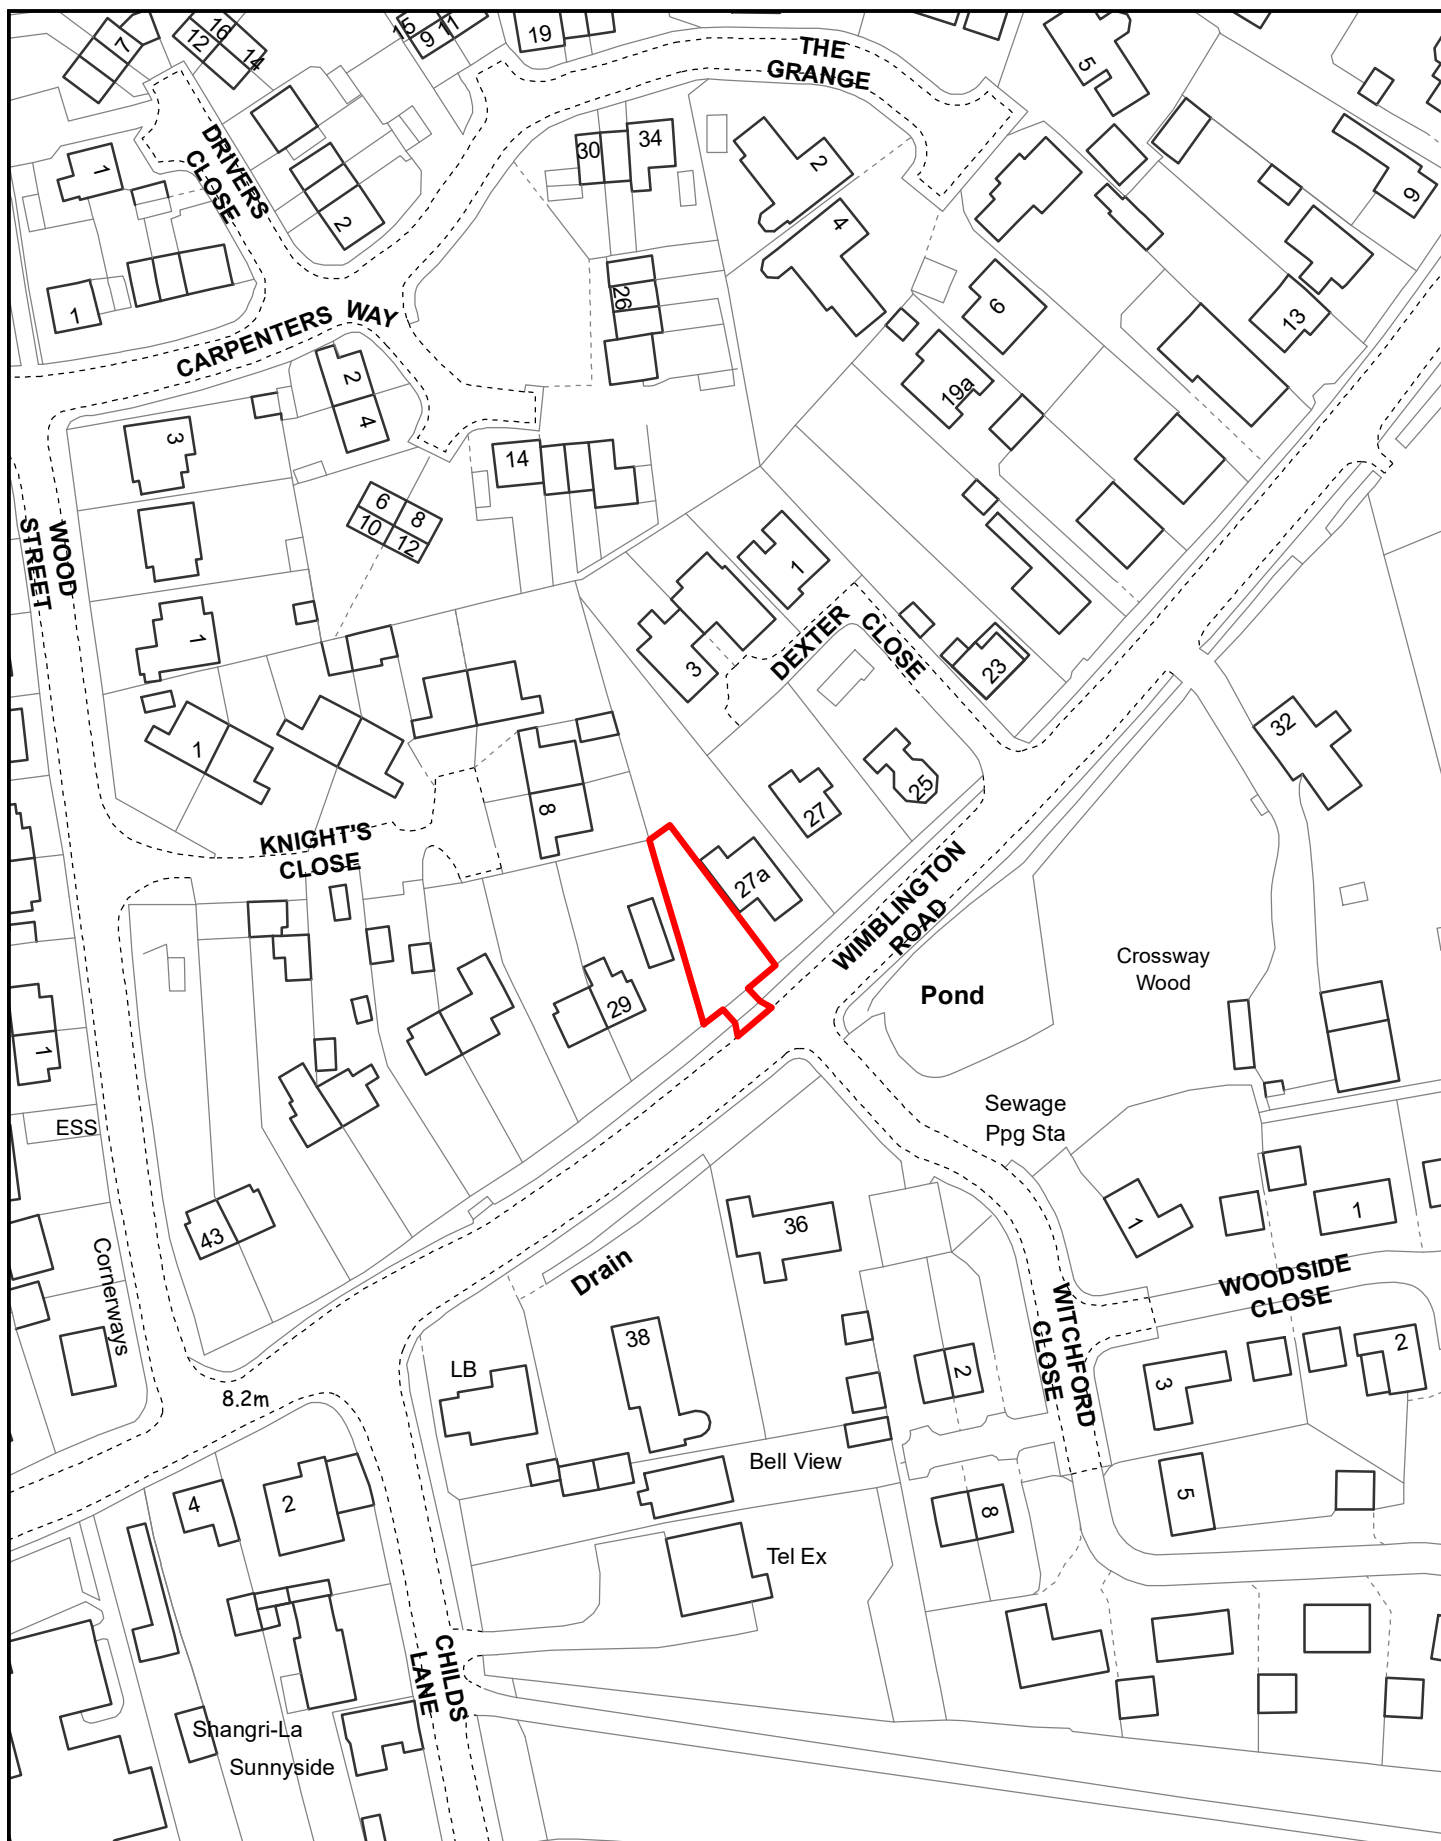 7
16
12
14
15
9
11
19
THE
GRANGE
5
DRIVERS
CLOSE
1
2
30
34
2
4
9
1
26
6
13
CARPENTERS WAY
2
4
19a
3
14
6
8
10
12
WOOD
STREET
1
1
3
DEXTER
CLOSE
23
1
8
27
25
32
KNIGHT'S
CLOSE
27a
WIMBLINGTON
ROAD
29
Pond
Crossway
Wood
1
ESS
Sewage
Ppg Sta
43
Cornerways
36
1
1
Drain
WOODSIDE
CLOSE
WITCHFORD
CLOSE
38
LB
2
3
2
8.2m
Bell View
4
2
8
5
Tel Ex
CHILDS
LANE
Shangri-La
Sunnyside